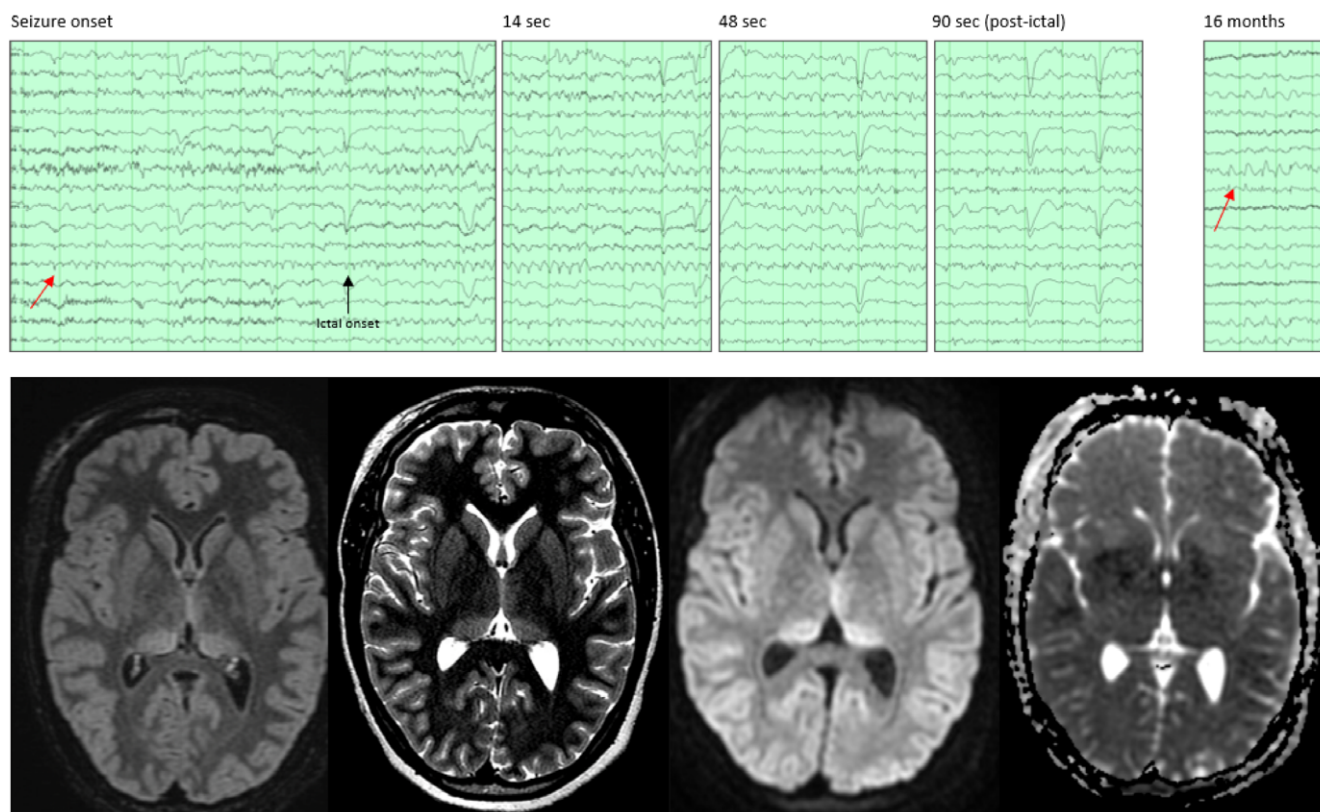 Seizure onset
14 sec
48 sec
90 sec (post-ictal)
16 months
Ictal onset